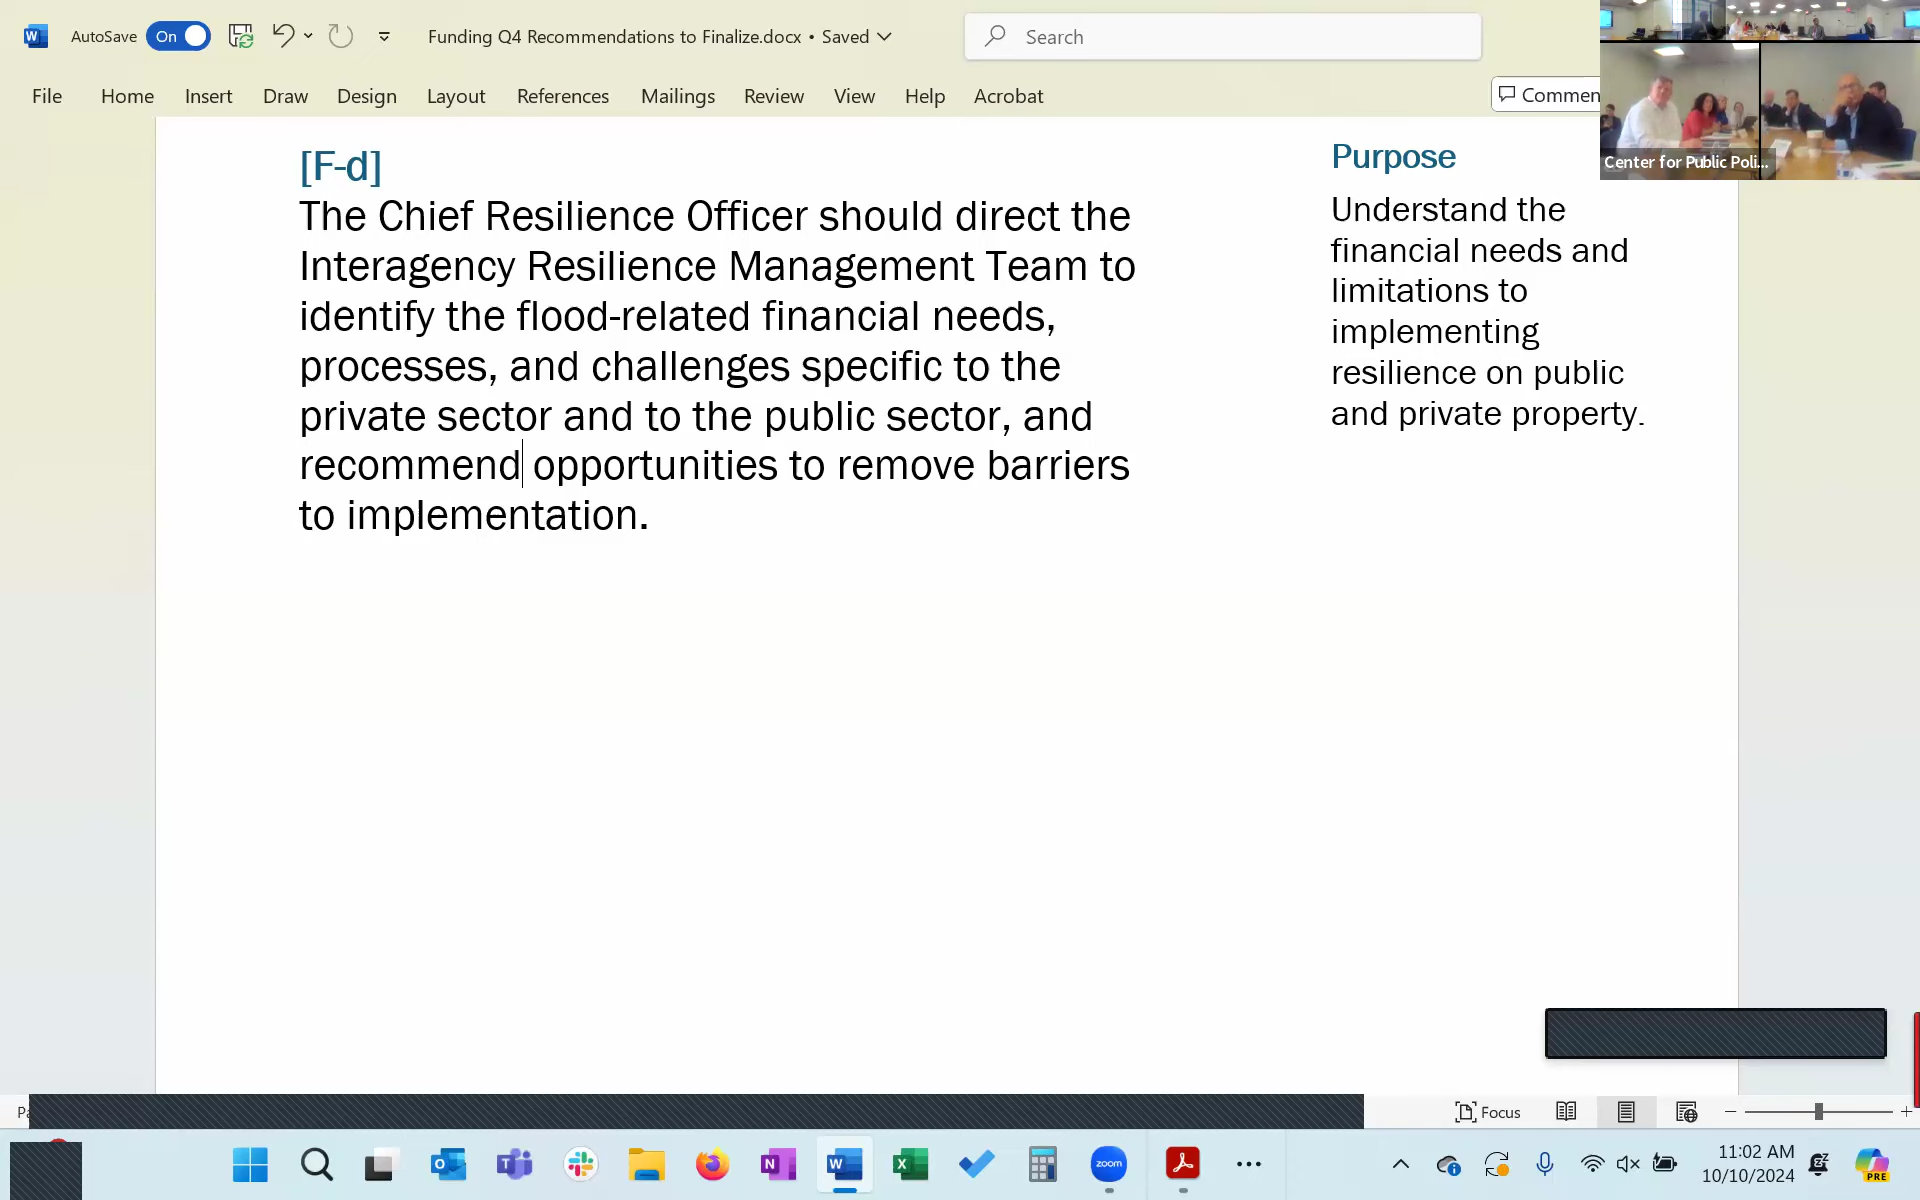 AutoSave On Funding Q4 Recommendations to Finalize.docx • Saved Search
File Home Insert Draw Design Layout References Mailings Review View Help Acrobat Commen
Center for Public Poli...
[F-d]
The Chief Resilience Officer should direct the
Interagency Resilience Management Team to
identify the flood-related financial needs,
processes, and challenges specific to the
private sector and to the public sector, and
recommend opportunities to remove barriers
to implementation.
Purpose
Understand the
financial needs and
limitations to
implementing
resilience on public
and private property.
Focus
zoom
11:02 AM
10/10/2024
PRE